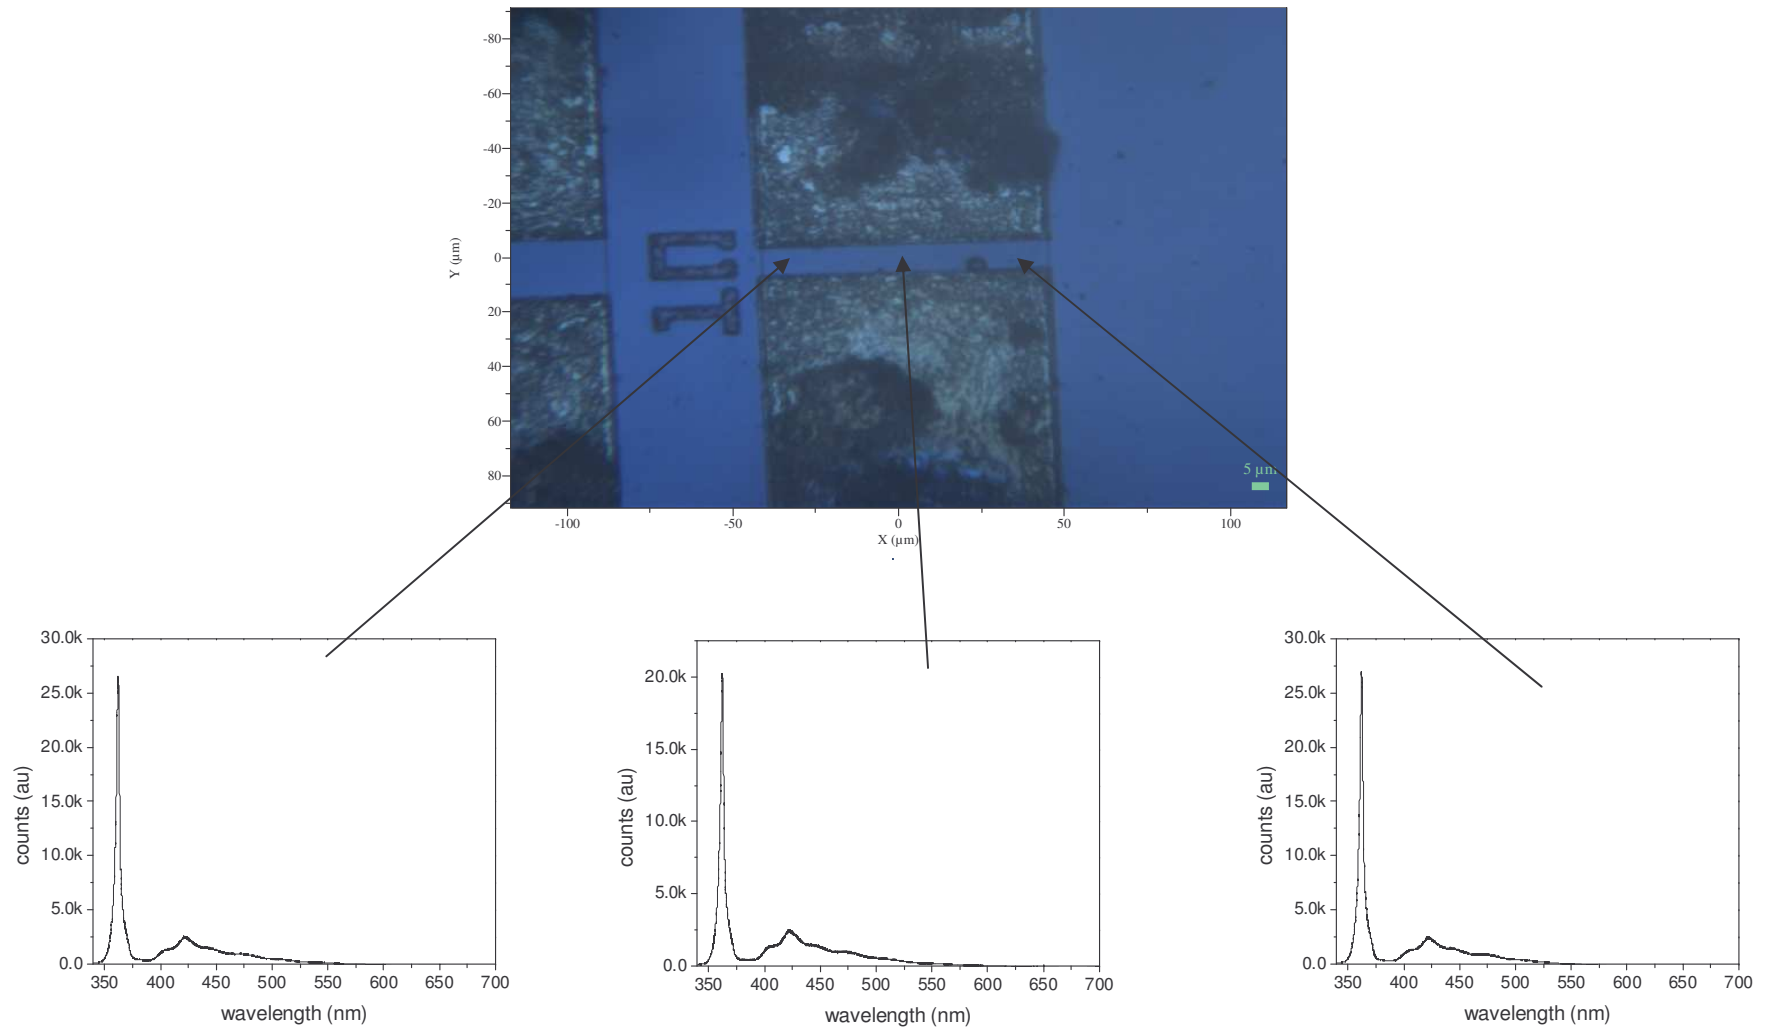 -80
-60
-40
-20
0
20
40
60
80
Y (µm)
10
5 µm
-100
-50
0
50
100
X (µm)
30.0k
25.0k
20.0k
15.0k
10.0k
5.0k
0.0
counts (au)
350 400 450 500 550 600 650 700
wavelength (nm)
20.0k
15.0k
10.0k
5.0k
0.0
counts (au)
350 400 450 500 550 600 650 700
wavelength (nm)
30.0k
25.0k
20.0k
15.0k
10.0k
5.0k
0.0
counts (au)
350 400 450 500 550 600 650 700
wavelength (nm)